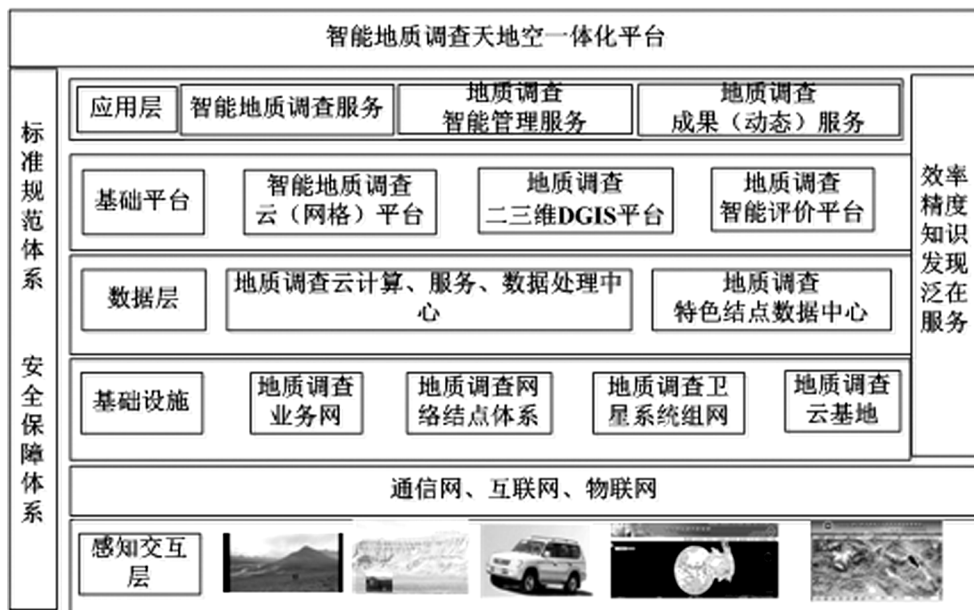 智能地质调查天地空一体化平台
标准规范体系
安全保障体系
应用层
智能地质调查服务
地质调查
智能管理服务
地质调查
成果（动态）服务
基础平台
智能地质调查
云（网格）平台
地质调查
二三维DGIS平台
地质调查
智能评价平台
数据层
地质调查云计算、服务、数据处理中
心
地质调查
特色结点数据中心
基础设施
地质调查
业务网
地质调查网
络结点体系
地质调查卫
星系统组网
地质调查
云基地
效率
精度
知识
发现
泛在
服务
通信网、互联网、物联网
感知交互
层